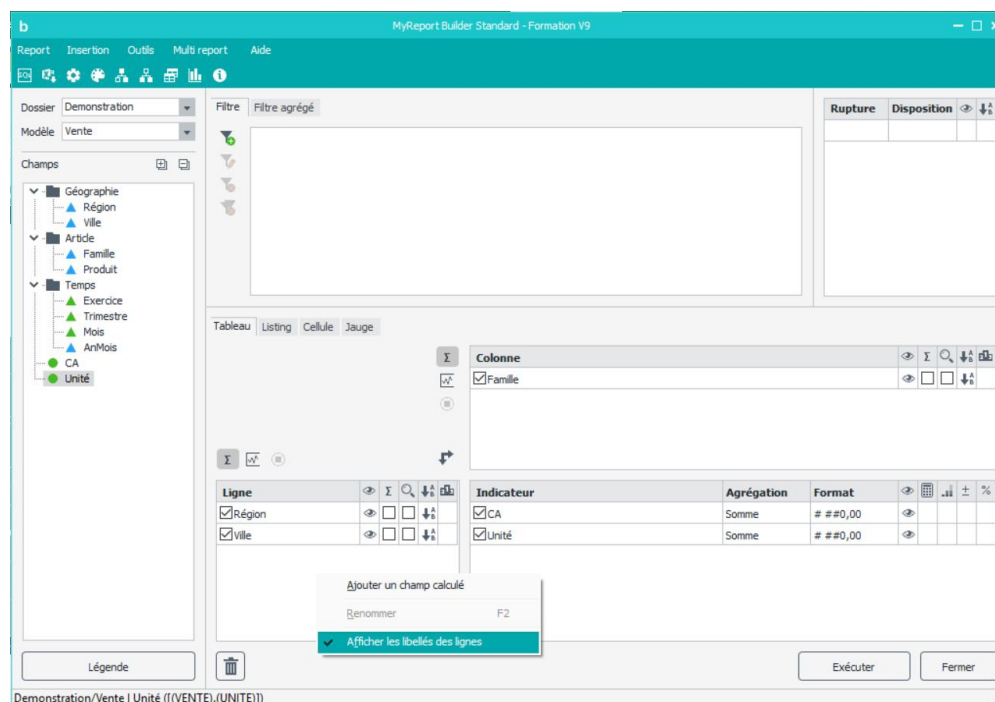 b MyReport Builder Standard - Formation V9
Report Insertion Outils Multi report Aide
Dossier Demonstration
Modèle Vente
Champs
Géographie
Région
Ville
Article
Famille
Produit
Temps
Exercice
Trimestre
Mois
AnMois
CA
Unité
Légende
Filtre Filtre agrégé
Rupture Disposition
Tableau Listing Cellule Jauge
Colonne
Famille
Ligne
Région
Ville
Indicateur Agrégation Format
CA Somme # ##0,00
Unité Somme # ##0,00
Ajouter un champ calculé
Renommer F2
Afficher les libellés des lignes
Exécuter Fermer
Demonstration/Vente | Unité ([(VENTE).(UNITE)])